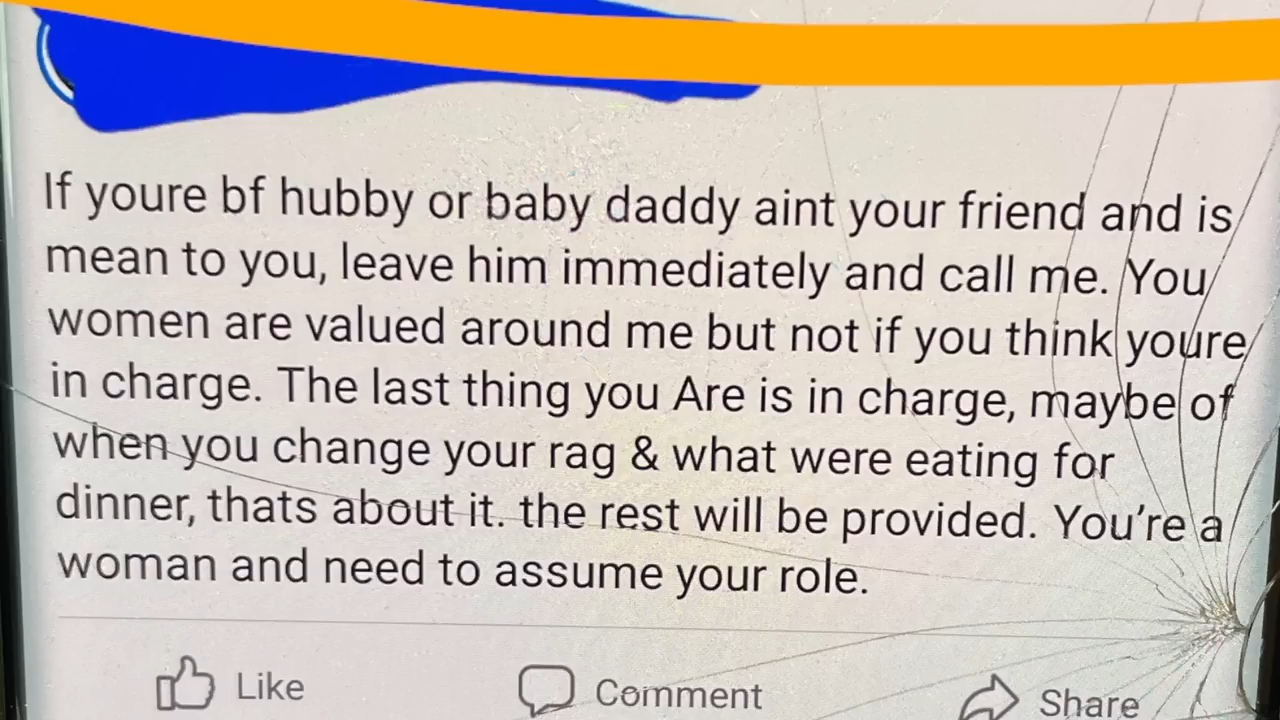 If youre bf hubby or baby daddy aint your friend and is
mean to you, leave him immediately and call me. You
women are valued around me but not if you think youre
in charge. The last thing you Are is in charge, maybe of
when you change your rag & what were eating for
dinner, thats about it. the rest will be provided. You're a
woman and need to assume your role.
Like Comment Share